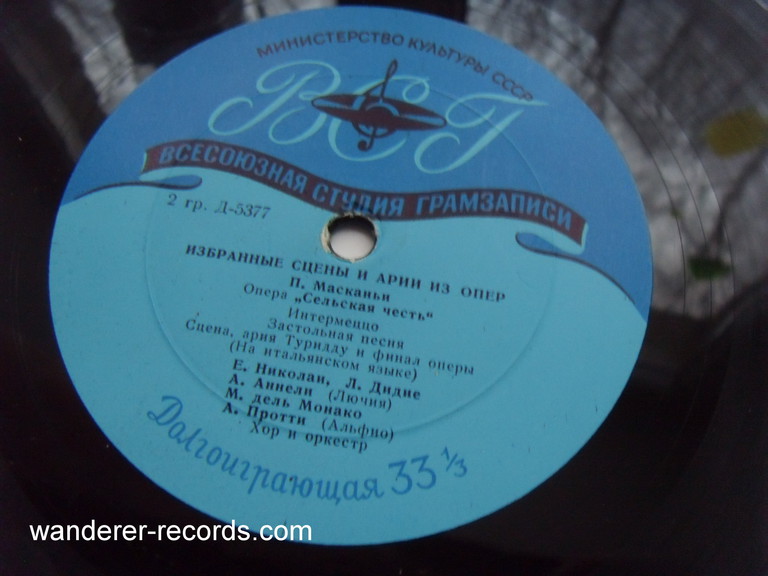 МИНИСТЕРСТВО КУЛЬТУРЫ СССР
ВСГ
ВСЕСОЮЗНАЯ СТУДИЯ ГРАМЗАПИСИ
2 гр. Д-5377
ИЗБРАННЫЕ СЦЕНЫ И АРИИ ИЗ ОПЕР
П. Масканьи
Опера „Сельская честь“
Интермеццо
Застольная песня
Сцена, ария Туридду и финал оперы
(На итальянском языке)
Е. Николаи, Л. Дидие
А. Аннели (Лючия)
М. дель Монако
А. Протти (Альфио)
Хор и оркестр
Долгоиграющая 33 1/3
wanderer-records.com